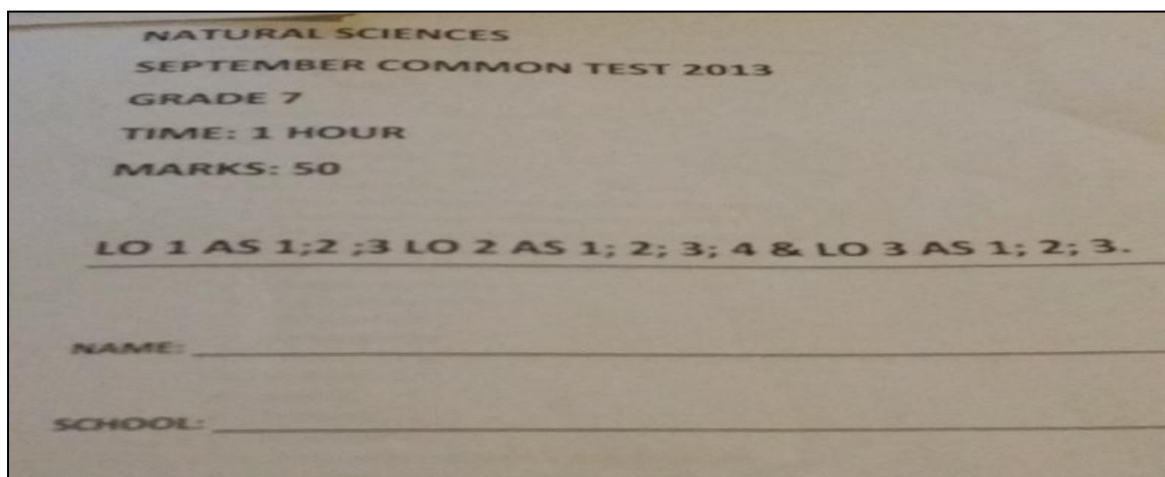 NATURAL SCIENCES
SEPTEMBER COMMON TEST 2013
GRADE 7
TIME: 1 HOUR
MARKS: 50
LO 1 AS 1;2 ;3 LO 2 AS 1; 2; 3; 4 & LO 3 AS 1; 2; 3.
NAME:
SCHOOL: